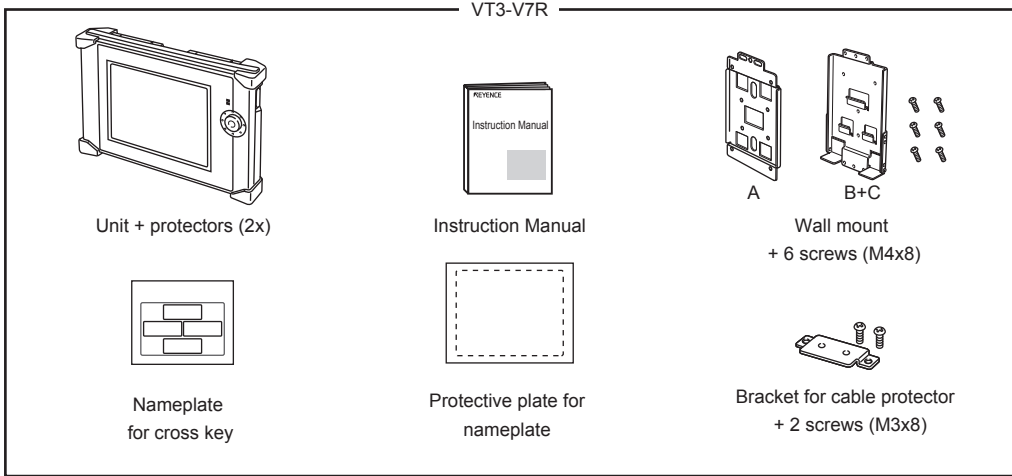 VT3-V7R
KEYENCE
Instruction Manual
A
B+C
Unit + protectors (2x)
Instruction Manual
Wall mount
+ 6 screws (M4x8)
Nameplate
for cross key
Protective plate for
nameplate
Bracket for cable protector
+ 2 screws (M3x8)